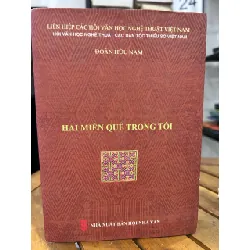 LIÊN HIỆP CÁC HỘI VĂN HỌC NGHỆ THUẬT VIỆT NAM
HỘI VĂN HỌC NGHỆ THUẬT CÁC DÂN TỘC THIỂU SỐ VIỆT NAM
ĐOÀN HỮU NAM
HAI MIỀN QUÊ TRONG TÔI
NHÀ XUẤT BẢN HỘI NHÀ VĂN
24